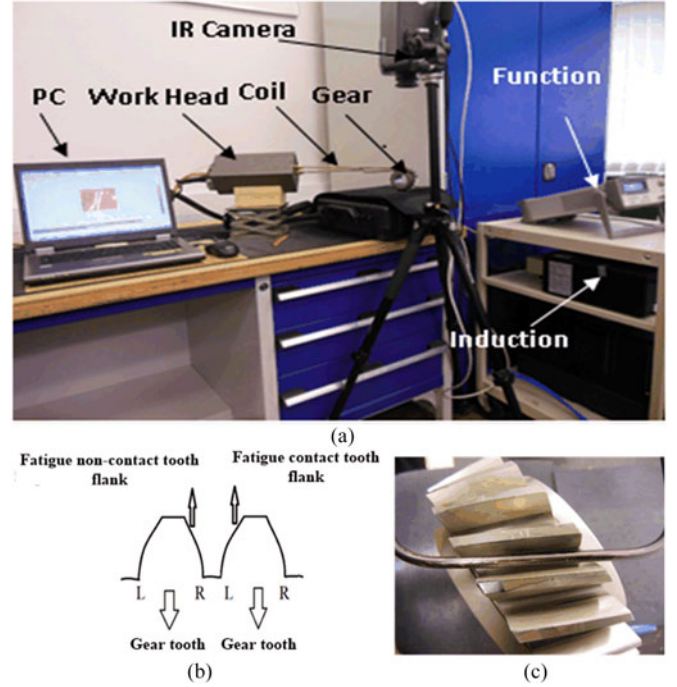 IR Camera
Function
PC Work Head Coil Gear
Induction
(a)
Fatigue non-contact tooth
flank
Fatigue contact tooth
flank
L R L R
Gear tooth Gear tooth
(b) (c)